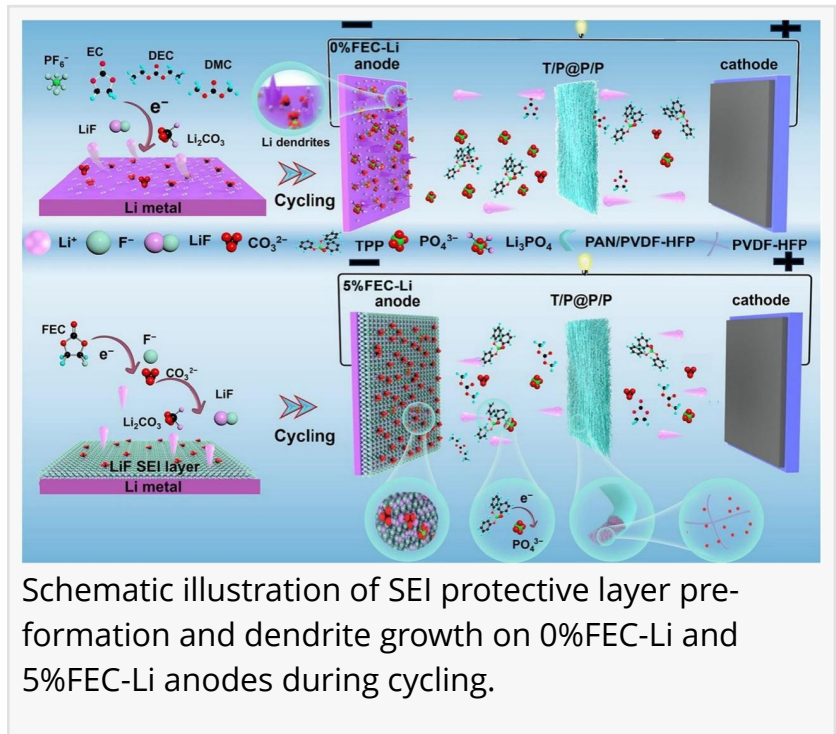 PF₆⁻ EC DEC DMC
e⁻
LiF
Li₂CO₃
Li metal
Li dendrites
Cycling
−
+
0%FEC-Li
anode
T/P@P/P
cathode
Li⁺ F⁻ LiF CO₃²⁻ TPP PO₄³⁻ Li₃PO₄ PAN/PVDF-HFP PVDF-HFP
−
+
FEC
e⁻
F⁻
CO₃²⁻
LiF
Li₂CO₃
LiF SEI layer
Li metal
Cycling
5%FEC-Li
anode
T/P@P/P
cathode
e⁻
PO₄³⁻
Schematic illustration of SEI protective layer pre-
formation and dendrite growth on 0%FEC-Li and
5%FEC-Li anodes during cycling.